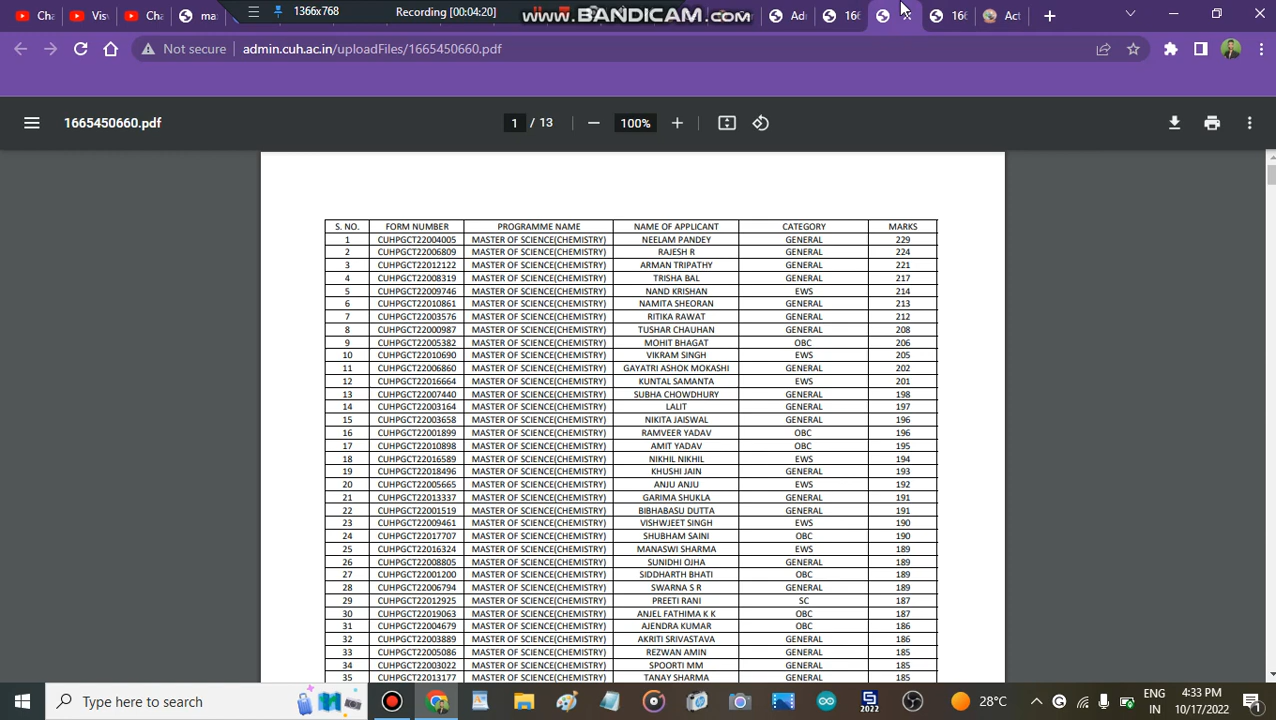 Cha
Vis
Cha
ma
1366x768
Recording [00:04:20]
www.BANDICAM.com
Ad
166
166
Act
Not secure
admin.cuh.ac.in/uploadFiles/1665450660.pdf
1665450660.pdf
1 / 13
100%
S. NO. FORM NUMBER PROGRAMME NAME NAME OF APPLICANT CATEGORY MARKS
1 CUHPGCT22004005 MASTER OF SCIENCE(CHEMISTRY) NEELAM PANDEY GENERAL 229
2 CUHPGCT22006809 MASTER OF SCIENCE(CHEMISTRY) RAJESH R GENERAL 224
3 CUHPGCT22012122 MASTER OF SCIENCE(CHEMISTRY) ARMAN TRIPATHY GENERAL 221
4 CUHPGCT22008319 MASTER OF SCIENCE(CHEMISTRY) TRISHA BAL GENERAL 217
5 CUHPGCT22009746 MASTER OF SCIENCE(CHEMISTRY) NAND KRISHAN EWS 214
6 CUHPGCT22010861 MASTER OF SCIENCE(CHEMISTRY) NAMITA SHEORAN GENERAL 213
7 CUHPGCT22003576 MASTER OF SCIENCE(CHEMISTRY) RITIKA RAWAT GENERAL 212
8 CUHPGCT22000987 MASTER OF SCIENCE(CHEMISTRY) TUSHAR CHAUHAN GENERAL 208
9 CUHPGCT22005382 MASTER OF SCIENCE(CHEMISTRY) MOHIT BHAGAT OBC 206
10 CUHPGCT22010690 MASTER OF SCIENCE(CHEMISTRY) VIKRAM SINGH EWS 205
11 CUHPGCT22006860 MASTER OF SCIENCE(CHEMISTRY) GAYATRI ASHOK MOKASHI GENERAL 202
12 CUHPGCT22016664 MASTER OF SCIENCE(CHEMISTRY) KUNTAL SAMANTA EWS 201
13 CUHPGCT22007440 MASTER OF SCIENCE(CHEMISTRY) SUBHA CHOWDHURY GENERAL 198
14 CUHPGCT22003164 MASTER OF SCIENCE(CHEMISTRY) LALIT GENERAL 197
15 CUHPGCT22003658 MASTER OF SCIENCE(CHEMISTRY) NIKITA JAISWAL GENERAL 196
16 CUHPGCT22001899 MASTER OF SCIENCE(CHEMISTRY) RAMVEER YADAV OBC 196
17 CUHPGCT22010898 MASTER OF SCIENCE(CHEMISTRY) AMIT YADAV OBC 195
18 CUHPGCT22016589 MASTER OF SCIENCE(CHEMISTRY) NIKHIL NIKHIL EWS 194
19 CUHPGCT22018496 MASTER OF SCIENCE(CHEMISTRY) KHUSHI JAIN GENERAL 193
20 CUHPGCT22005665 MASTER OF SCIENCE(CHEMISTRY) ANJU ANJU EWS 192
21 CUHPGCT22013337 MASTER OF SCIENCE(CHEMISTRY) GARIMA SHUKLA GENERAL 191
22 CUHPGCT22001519 MASTER OF SCIENCE(CHEMISTRY) BIBHABASU DUTTA GENERAL 191
23 CUHPGCT22009461 MASTER OF SCIENCE(CHEMISTRY) VISHWJEET SINGH EWS 190
24 CUHPGCT22017707 MASTER OF SCIENCE(CHEMISTRY) SHUBHAM SAINI OBC 190
25 CUHPGCT22016324 MASTER OF SCIENCE(CHEMISTRY) MANASWI SHARMA EWS 189
26 CUHPGCT22008805 MASTER OF SCIENCE(CHEMISTRY) SUNIDHI OJHA GENERAL 189
27 CUHPGCT22001200 MASTER OF SCIENCE(CHEMISTRY) SIDDHARTH BHATI OBC 189
28 CUHPGCT22006794 MASTER OF SCIENCE(CHEMISTRY) SWARNA S R GENERAL 189
29 CUHPGCT22012925 MASTER OF SCIENCE(CHEMISTRY) PREETI RANI SC 187
30 CUHPGCT22019063 MASTER OF SCIENCE(CHEMISTRY) ANJEL FATHIMA K K OBC 187
31 CUHPGCT22004679 MASTER OF SCIENCE(CHEMISTRY) AJENDRA KUMAR OBC 186
32 CUHPGCT22003889 MASTER OF SCIENCE(CHEMISTRY) AKRITI SRIVASTAVA GENERAL 186
33 CUHPGCT22005086 MASTER OF SCIENCE(CHEMISTRY) REZWAN AMIN GENERAL 185
34 CUHPGCT22003022 MASTER OF SCIENCE(CHEMISTRY) SPOORTI MM GENERAL 185
35 CUHPGCT22013177 MASTER OF SCIENCE(CHEMISTRY) TANAY SHARMA GENERAL 185
Type here to search
2022
28°C
ENG
IN
4:33 PM
10/17/2022
1